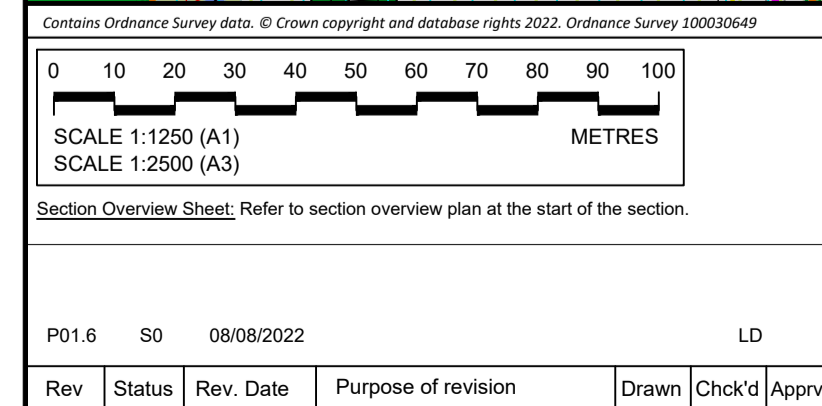 Contains Ordnance Survey data. © Crown copyright and database rights 2022. Ordnance Survey 100030649
0 10 20 30 40 50 60 70 80 90 100
SCALE 1:1250 (A1) METRES
SCALE 1:2500 (A3)
Section Overview Sheet: Refer to section overview plan at the start of the section.
P01.6 S0 08/08/2022 LD
Rev Status Rev. Date Purpose of revision Drawn Chck'd Apprv